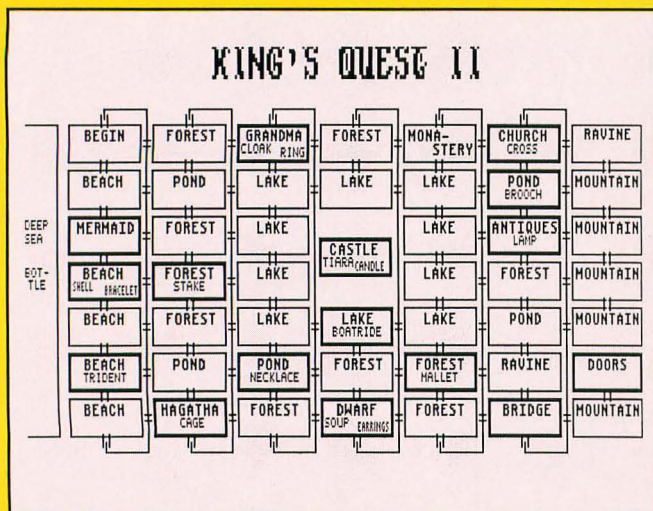 KING'S QUEST II
BEGIN FOREST GRANDMA FOREST MONA- CHURCH RAVINE
CLOAK RING STERY CROSS
BEACH POND LAKE LAKE LAKE POND MOUNTAIN
BROOCH
DEEP MERMAID FOREST LAKE LAKE ANTIQUES MOUNTAIN
SEA LAMP
CASTLE
TIARA CANDLE
BOT- BEACH FOREST LAKE LAKE FOREST MOUNTAIN
TLE SHELL BRACELET STAKE
BEACH FOREST LAKE LAKE LAKE POND MOUNTAIN
BOATRIDE
BEACH POND POND FOREST FOREST RAVINE DOORS
TRIDENT NECKLACE MALLET
BEACH HAGATHA FOREST DWARF FOREST BRIDGE MOUNTAIN
CAGE SOUP EARRINGS